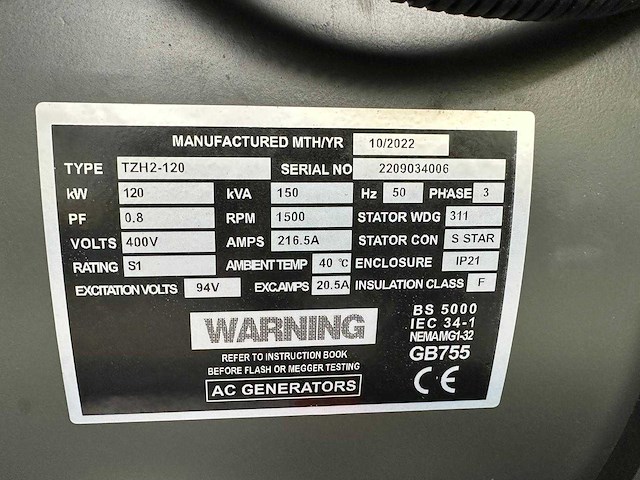 MANUFACTURED MTH/YR 10/2022
TYPE TZH2-120 SERIAL NO 2209034006
kW 120 kVA 150 Hz 50 PHASE 3
PF 0.8 RPM 1500 STATOR WDG 311
VOLTS 400V AMPS 216.5A STATOR CON S STAR
RATING S1 AMBIENT TEMP 40 ℃ ENCLOSURE IP21
EXCITATION VOLTS 94V EXC.AMPS 20.5A INSULATION CLASS F
WARNING
REFER TO INSTRUCTION BOOK
BEFORE FLASH OR MEGGER TESTING
AC GENERATORS
BS 5000
IEC 34-1
NEMAMG1-32
GB755
CE